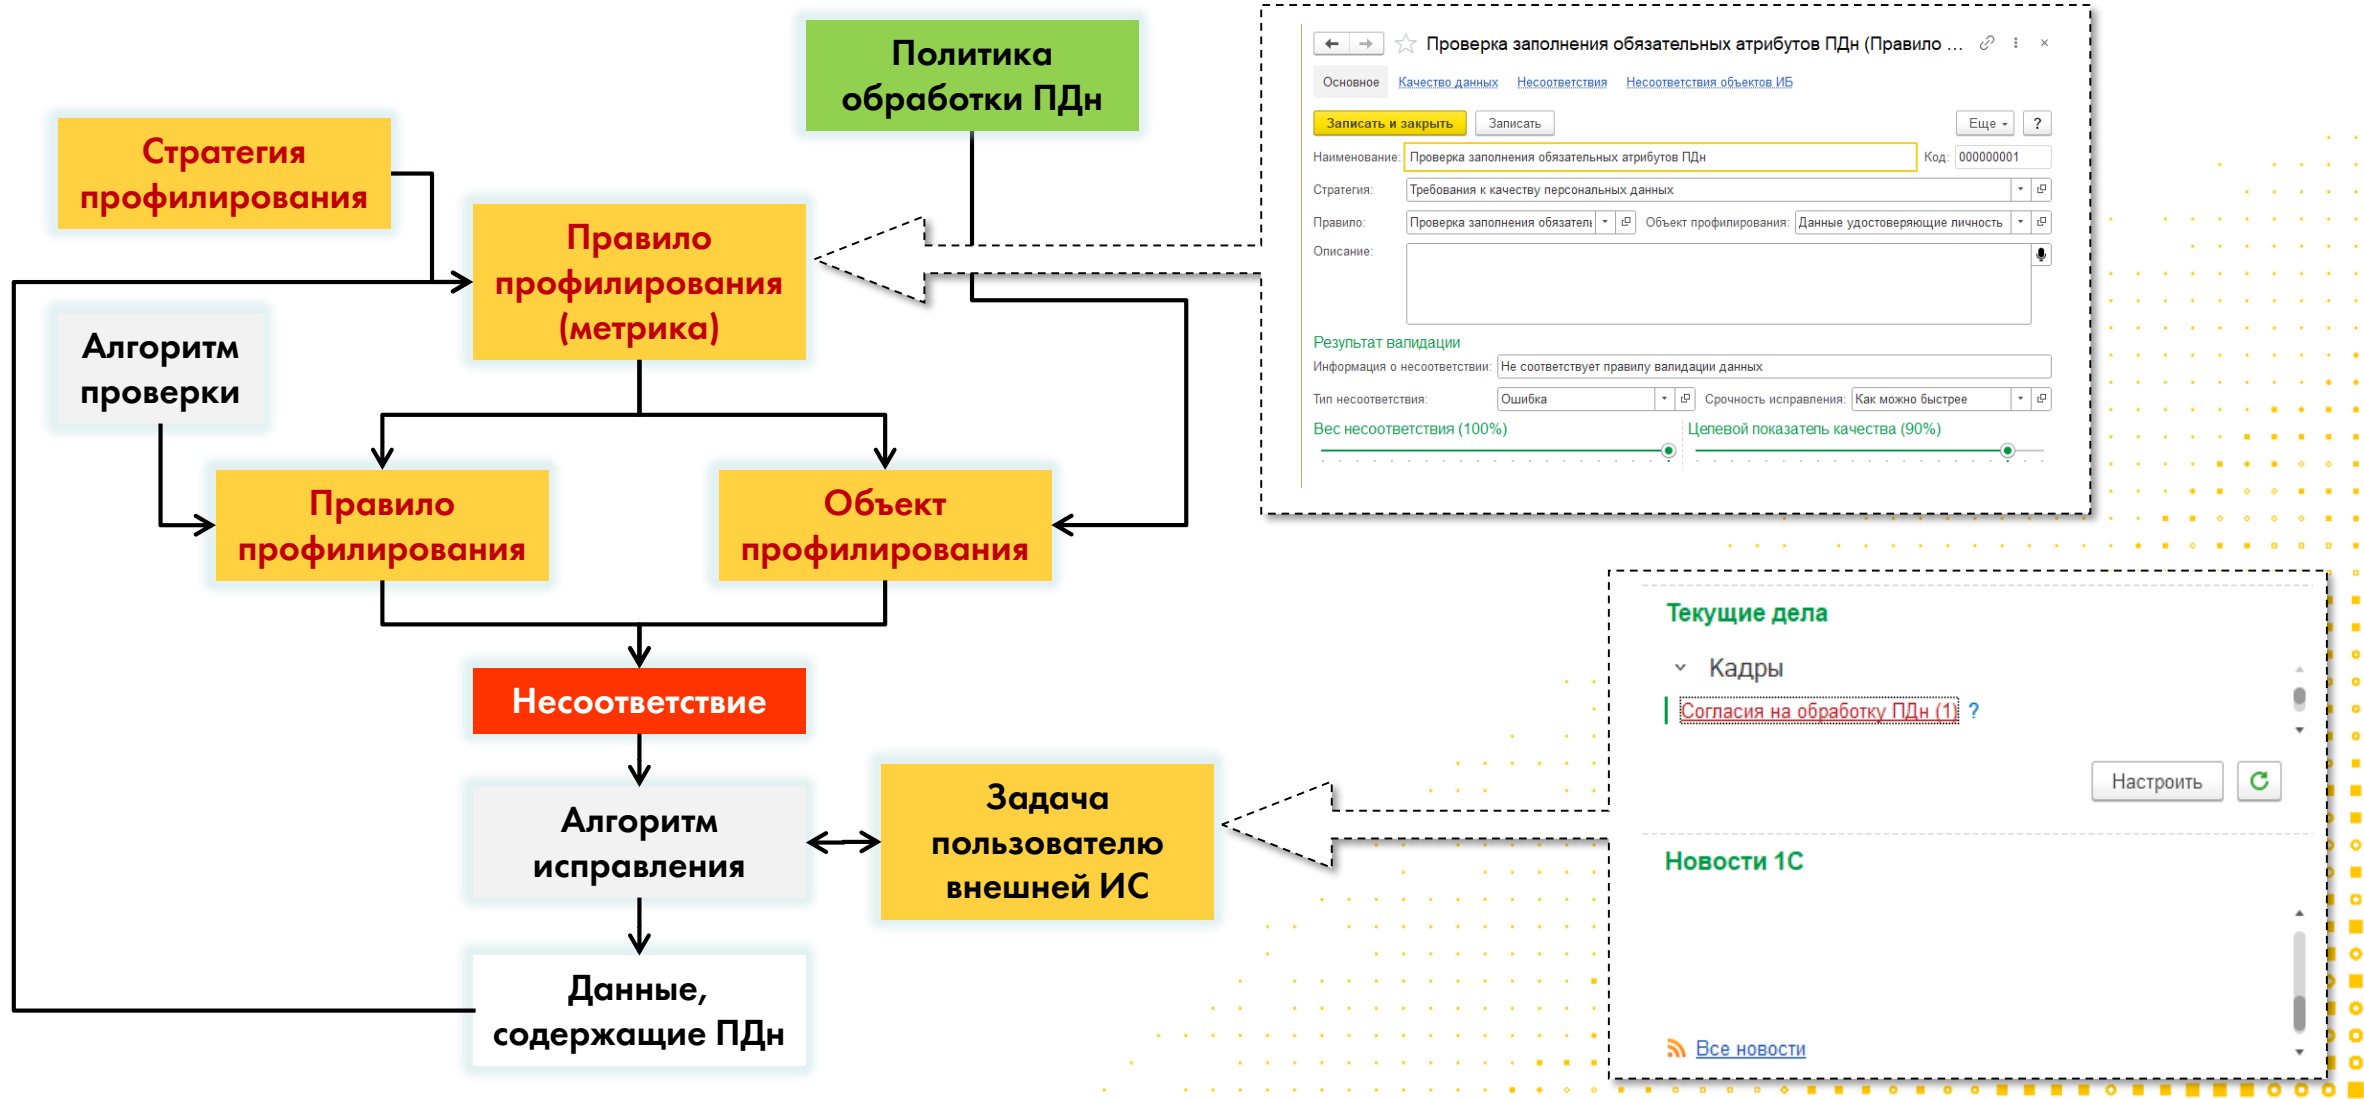 Политика
обработки ПДн
Стратегия
профилирования
Правило
профилирования
(метрика)
Алгоритм
проверки
Правило
профилирования
Объект
профилирования
Несоответствие
Алгоритм
исправления
Задача
пользователю
внешней ИС
Данные,
содержащие ПДн
Проверка заполнения обязательных атрибутов ПДн (Правило ...
Основное Качество данных Несоответствия Несоответствия объектов ИБ
Записать и закрыть Записать Еще ?
Наименование: Проверка заполнения обязательных атрибутов ПДн Код: 000000001
Стратегия: Требования к качеству персональных данных
Правило: Проверка заполнения обязатель Объект профилирования: Данные удостоверяющие личность
Описание:
Результат валидации
Информация о несоответствии: Не соответствует правилу валидации данных
Тип несоответствия: Ошибка Срочность исправления: Как можно быстрее
Вес несоответствия (100%) Целевой показатель качества (90%)
Текущие дела
Кадры
Согласия на обработку ПДн (1) ?
Настроить
Новости 1С
Все новости